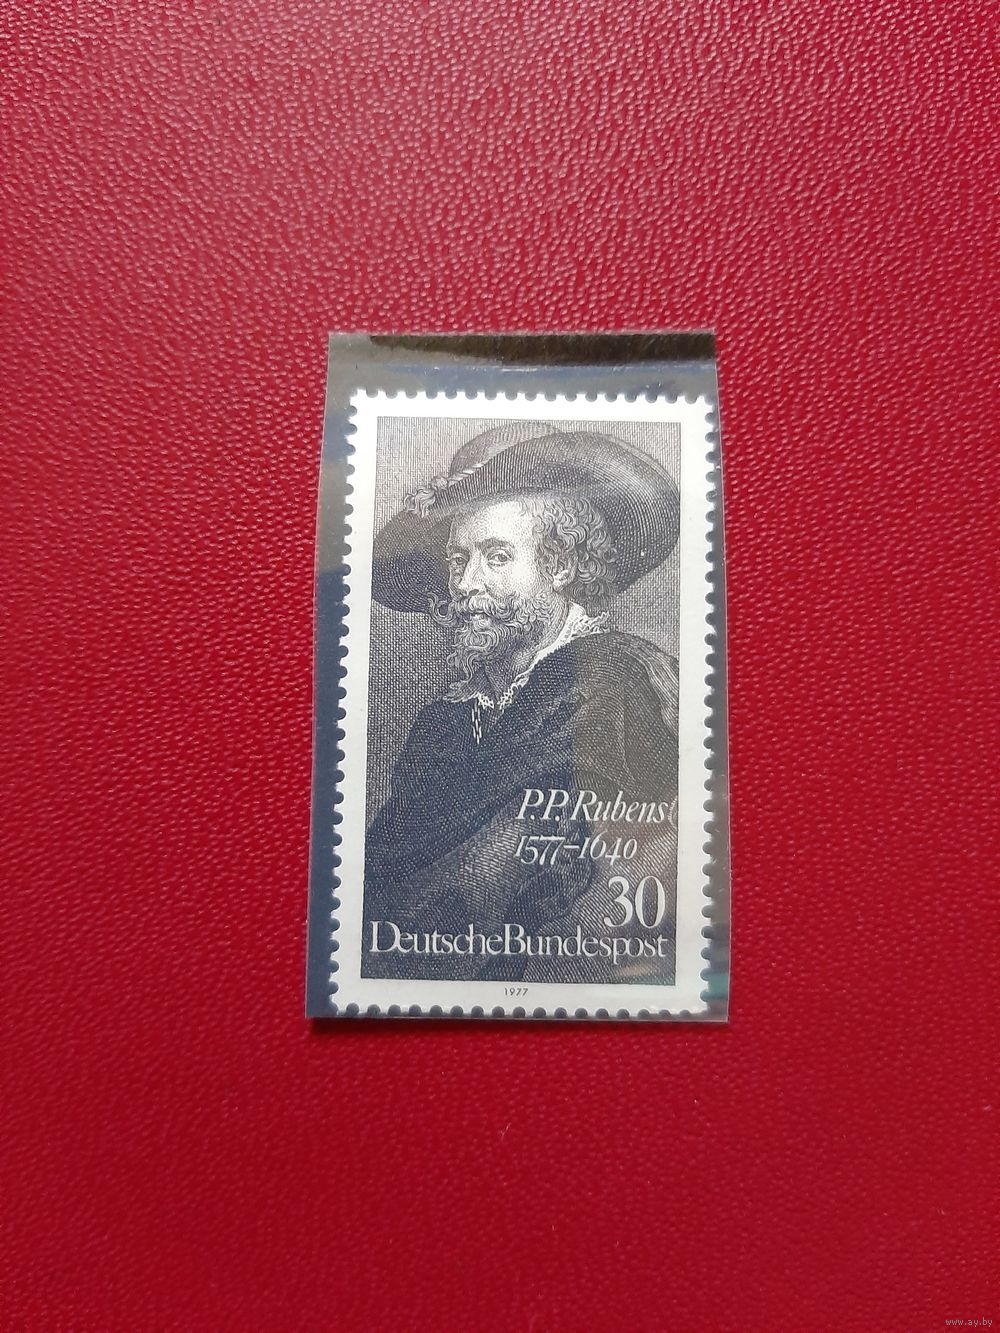 P.P. Rubens
1577–1640
30
Deutsche Bundespost
1977
www.ay.by